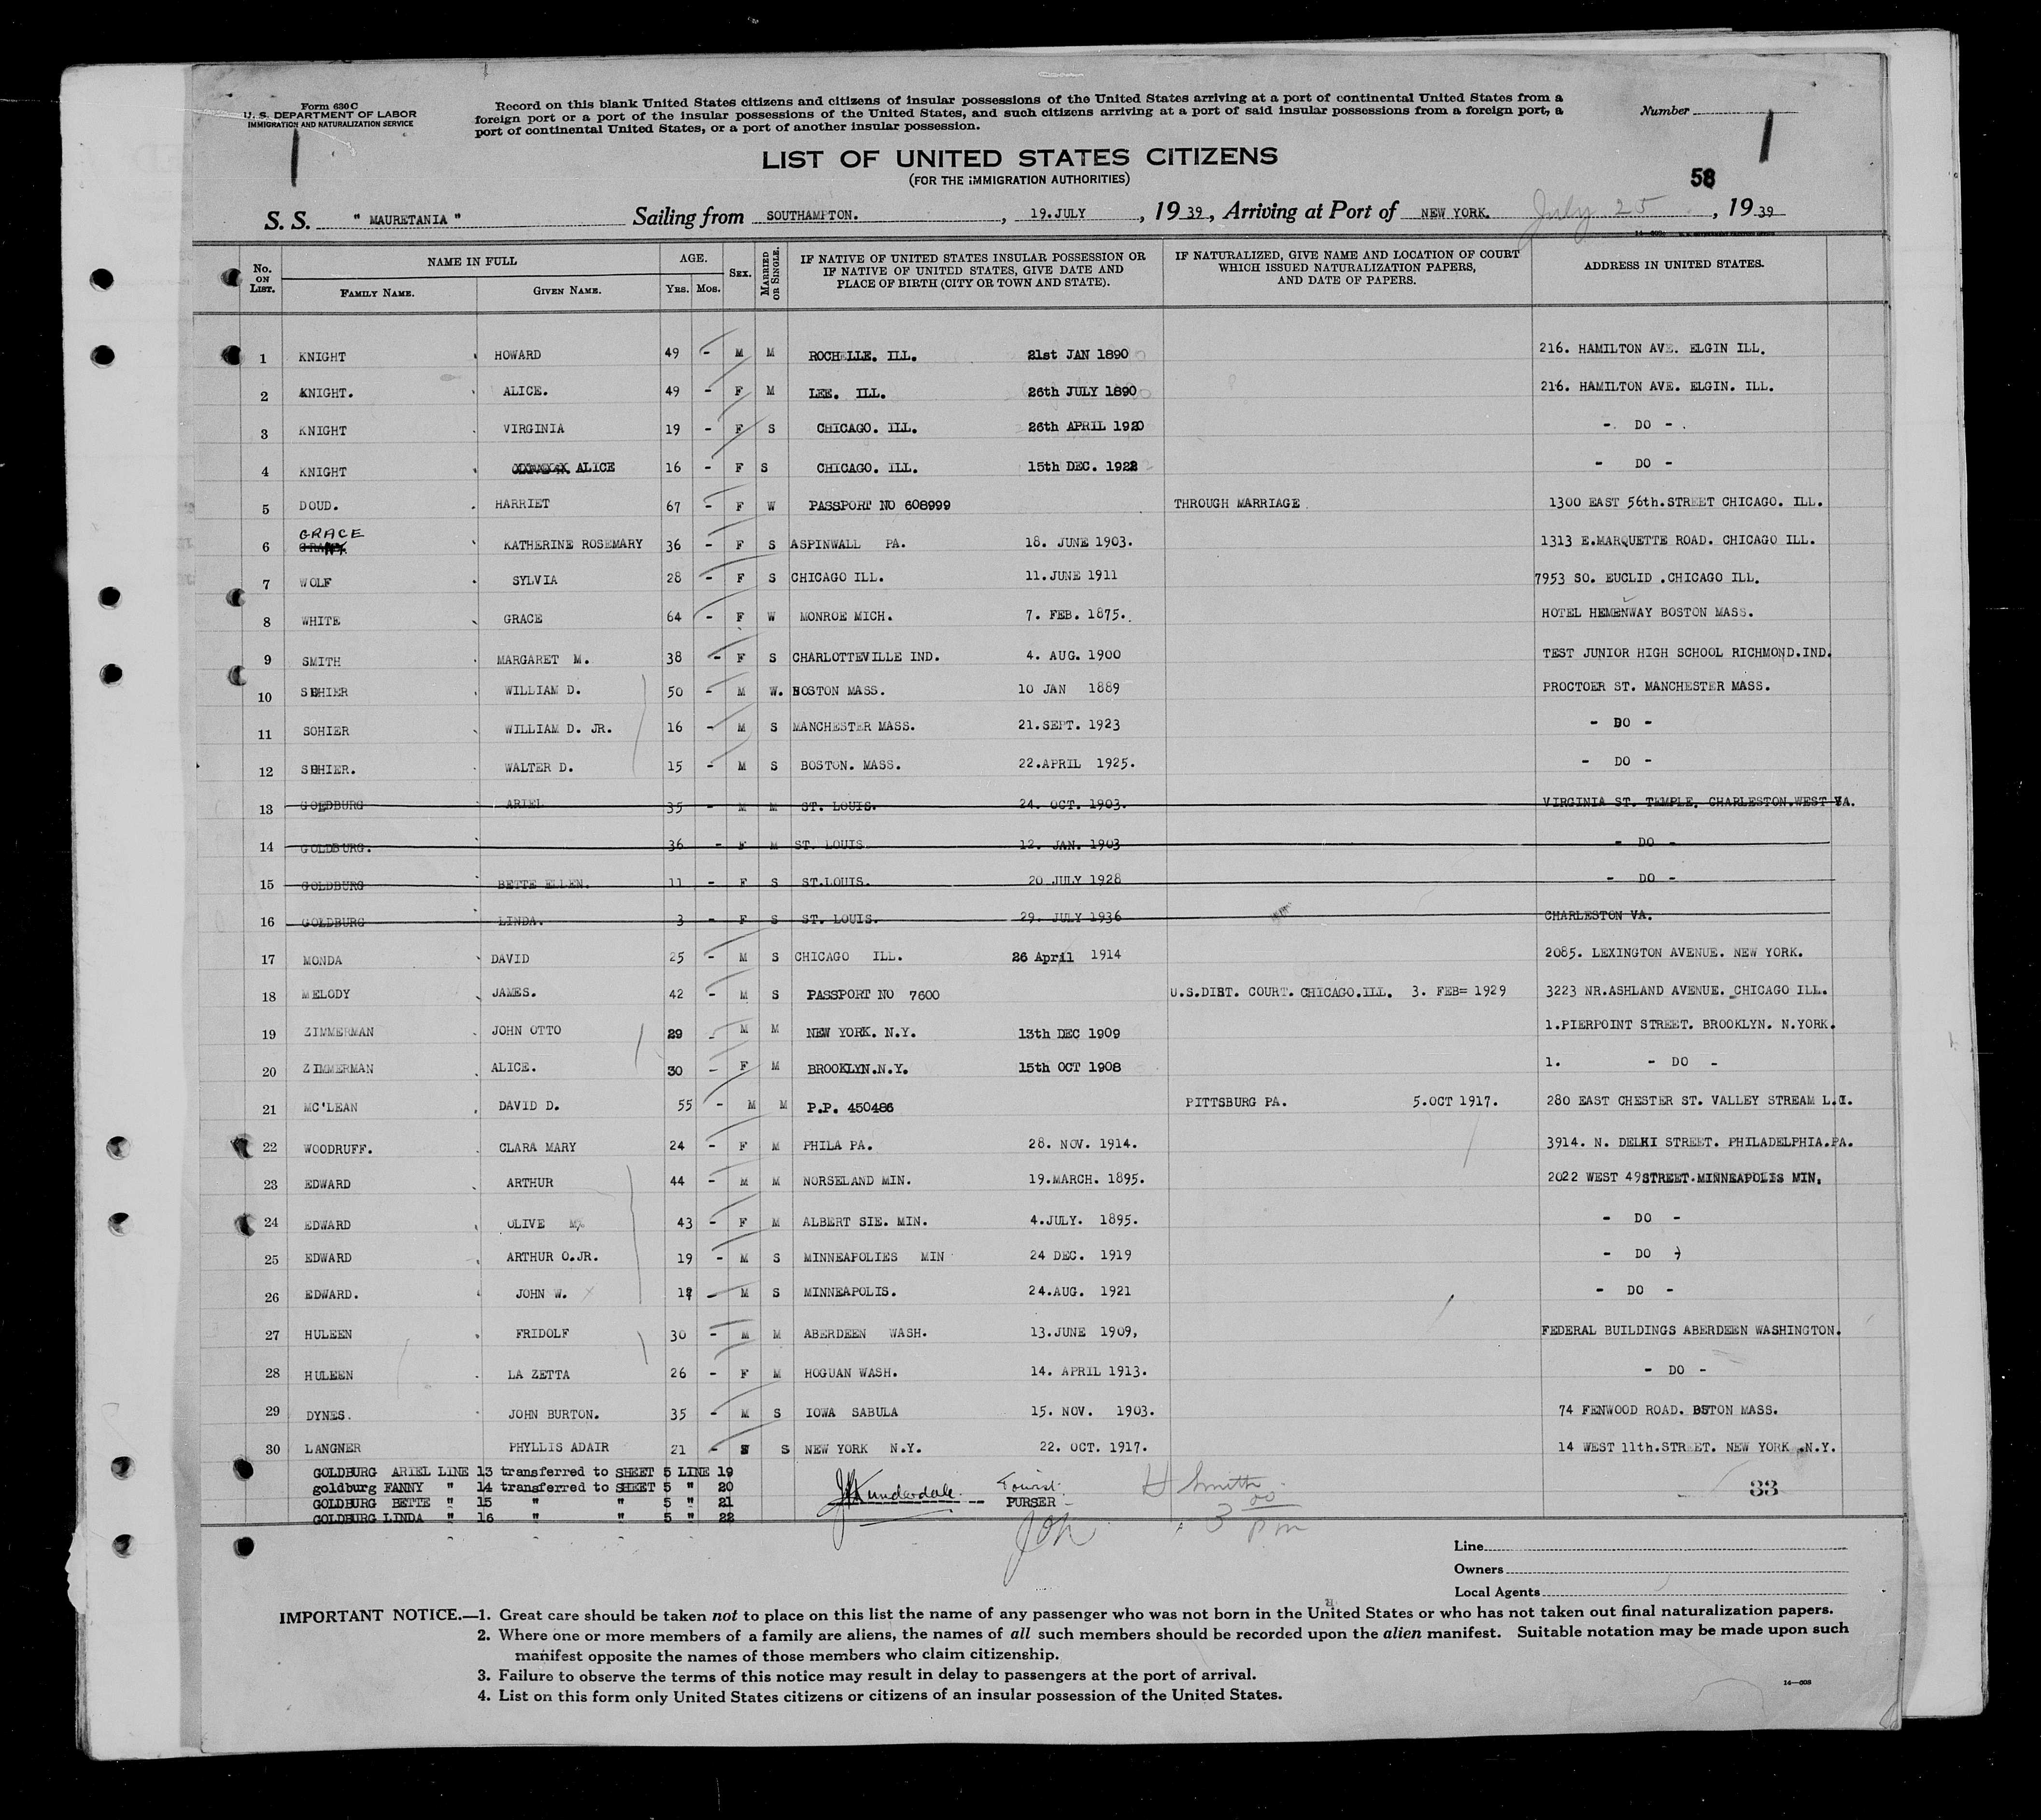 Form 630 C
U. S. DEPARTMENT OF LABOR
IMMIGRATION AND NATURALIZATION SERVICE
Record on this blank United States citizens and citizens of insular possessions of the United States arriving at a port of continental United States from a
foreign port or a port of the insular possessions of the United States, and such citizens arriving at a port of said insular possessions from a foreign port, a
port of continental United States, or a port of another insular possession.
Number
LIST OF UNITED STATES CITIZENS
(FOR THE IMMIGRATION AUTHORITIES)
58
S. S. " MAURETANIA " Sailing from SOUTHAMPTON. , 19.JULY , 19 39 , Arriving at Port of NEW YORK. July 25 , 19 39
No. ON LIST. NAME IN FULL FAMILY NAME. GIVEN NAME. AGE. YRS. MOS. SEX. MARRIED OR SINGLE. IF NATIVE OF UNITED STATES INSULAR POSSESSION OR IF NATIVE OF UNITED STATES, GIVE DATE AND PLACE OF BIRTH (CITY OR TOWN AND STATE). IF NATURALIZED, GIVE NAME AND LOCATION OF COURT WHICH ISSUED NATURALIZATION PAPERS, AND DATE OF PAPERS. ADDRESS IN UNITED STATES.
1 KNIGHT HOWARD 49 - M M ROCHELLE. ILL. 21st JAN 1890 216. HAMILTON AVE. ELGIN ILL.
2 KNIGHT. ALICE. 49 - F M LEE. ILL. 26th JULY 1890 216. HAMILTON AVE. ELGIN. ILL.
3 KNIGHT VIRGINIA 19 - F S CHICAGO. ILL. 26th APRIL 1920 - DO -
4 KNIGHT ALICE 16 - F S CHICAGO. ILL. 15th DEC. 1922 - DO -
5 DOUD. HARRIET 67 - F W PASSPORT NO 608999 THROUGH MARRIAGE 1300 EAST 56th.STREET CHICAGO. ILL.
6 GRACE KATHERINE ROSEMARY 36 - F S ASPINWALL PA. 18. JUNE 1903. 1313 E.MARQUETTE ROAD. CHICAGO ILL.
7 WOLF SYLVIA 28 - F S CHICAGO ILL. 11.JUNE 1911 7953 SO. EUCLID .CHICAGO ILL.
8 WHITE GRACE 64 - F W MONROE MICH. 7. FEB. 1875. HOTEL HEMENWAY BOSTON MASS.
9 SMITH MARGARET M. 38 - F S CHARLOTTEVILLE IND. 4. AUG. 1900 TEST JUNIOR HIGH SCHOOL RICHMOND.IND.
10 SOHIER WILLIAM D. 50 - M W. BOSTON MASS. 10 JAN 1889 PROCTOER ST. MANCHESTER MASS.
11 SOHIER WILLIAM D. JR. 16 - M S MANCHESTER MASS. 21.SEPT. 1923 - DO -
12 SOHIER. WALTER D. 15 - M S BOSTON. MASS. 22.APRIL 1925. - DO -
13 GOLDBURG ARIEL 35 - M M ST. LOUIS. 24. OCT. 1903. VIRGINIA ST. TEMPLE. CHARLESTON.WEST VA.
14 GOLDBURG. 36 - F M ST. LOUIS 12. JAN. 1903 - DO -
15 GOLDBURG BETTE ELLEN. 11 - F S ST.LOUIS. 20 JULY 1928 - DO -
16 GOLDBURG LINDA. 3 - F S ST. LOUIS. 29. JULY 1936 CHARLESTON VA.
17 MONDA DAVID 25 - M S CHICAGO ILL. 26 April 1914 2085. LEXINGTON AVENUE. NEW YORK.
18 MELODY JAMES. 42 - M S PASSPORT NO 7600 U.S.DIST. COURT. CHICAGO.ILL. 3. FEB= 1929 3223 NR.ASHLAND AVENUE. CHICAGO ILL.
19 ZIMMERMAN JOHN OTTO 29 - M M NEW YORK. N.Y. 13th DEC 1909 1.PIERPOINT STREET. BROOKLYN. N.YORK.
20 ZIMMERMAN ALICE. 30 - F M BROOKLYN.N.Y. 15th OCT 1908 1. - DO -
21 MC'LEAN DAVID D. 55 - M M P.P. 450486 PITTSBURG PA. 5.OCT 1917. 280 EAST CHESTER ST. VALLEY STREAM L.I.
22 WOODRUFF. CLARA MARY 24 - F M PHILA PA. 28. NOV. 1914. 3914. N. DELHI STREET. PHILADELPHIA.PA.
23 EDWARD ARTHUR 44 - M M NORSELAND MIN. 19.MARCH. 1895. 2022 WEST 49STREET.MINNEAPOLIS MIN.
24 EDWARD OLIVE 43 - F M ALBERT SIE. MIN. 4.JULY. 1895. - DO -
25 EDWARD ARTHUR O.JR. 19 - M S MINNEAPOLIES MIN 24 DEC. 1919 - DO -
26 EDWARD. JOHN W. 17 - M S MINNEAPOLIS. 24.AUG. 1921 - DO -
27 HULEEN FRIDOLF 30 - M M ABERDEEN WASH. 13.JUNE 1909, FEDERAL BUILDINGS ABERDEEN WASHINGTON.
28 HULEEN LA ZETTA 26 - F M HOGUAN WASH. 14. APRIL 1913. - DO -
29 DYNES. JOHN BURTON. 35 - M S IOWA SABULA 15. NOV. 1903. 74 FENWOOD ROAD. BSTON MASS.
30 LANGNER PHYLLIS ADAIR 21 - S NEW YORK N.Y. 22. OCT. 1917. 14 WEST 11th.STREET. NEW YORK N.Y.
GOLDBURG ARIEL LINE 13 transferred to SHEET 5 LINE 19
goldburg FANNY " 14 transferred to SHEET 5 " 20
GOLDBURG BETTE " 15 " " 5 " 21
GOLDBURG LINDA " 16 " " 5 " 22
Tourist
PURSER
H Smith
3 00 pm
33
Line
Owners
Local Agents
IMPORTANT NOTICE.—1. Great care should be taken not to place on this list the name of any passenger who was not born in the United States or who has not taken out final naturalization papers.
2. Where one or more members of a family are aliens, the names of all such members should be recorded upon the alien manifest. Suitable notation may be made upon such
manifest opposite the names of those members who claim citizenship.
3. Failure to observe the terms of this notice may result in delay to passengers at the port of arrival.
4. List on this form only United States citizens or citizens of an insular possession of the United States.
14—608